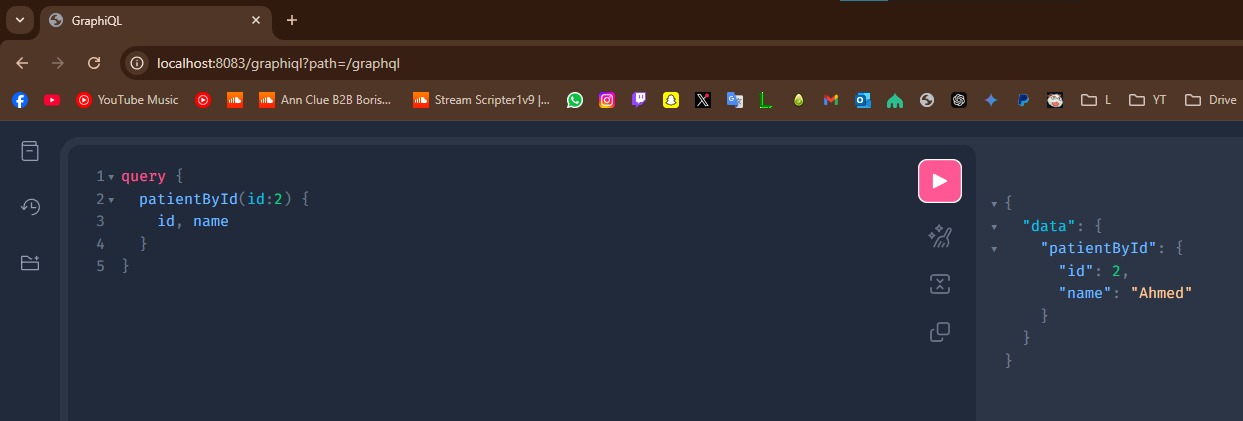 GraphiQL
localhost:8083/graphiql?path=/graphql
YouTube Music
Ann Clue B2B Boris...
Stream Scripter1v9 |...
L
YT
Drive
1 query {
2 patientById(id:2) {
3 id, name
4 }
5 }
{
"data": {
"patientById": {
"id": 2,
"name": "Ahmed"
}
}
}